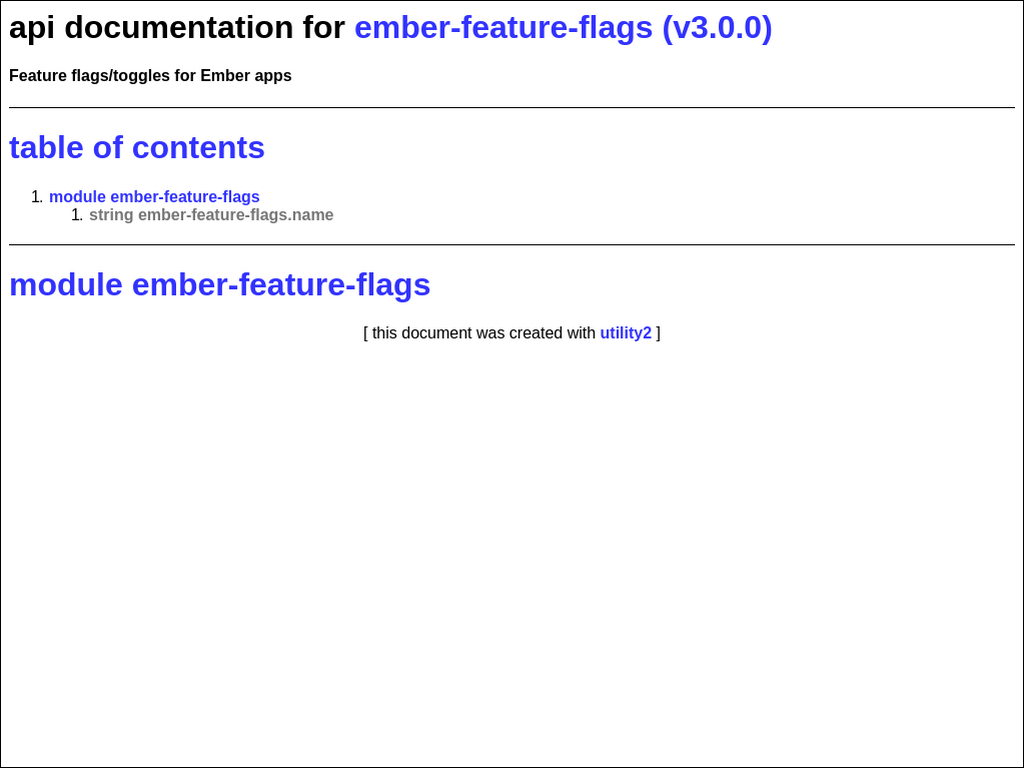 api documentation for ember-feature-flags (v3.0.0)
Feature flags/toggles for Ember apps
table of contents
1. module ember-feature-flags
1. string ember-feature-flags.name
module ember-feature-flags
[ this document was created with utility2 ]